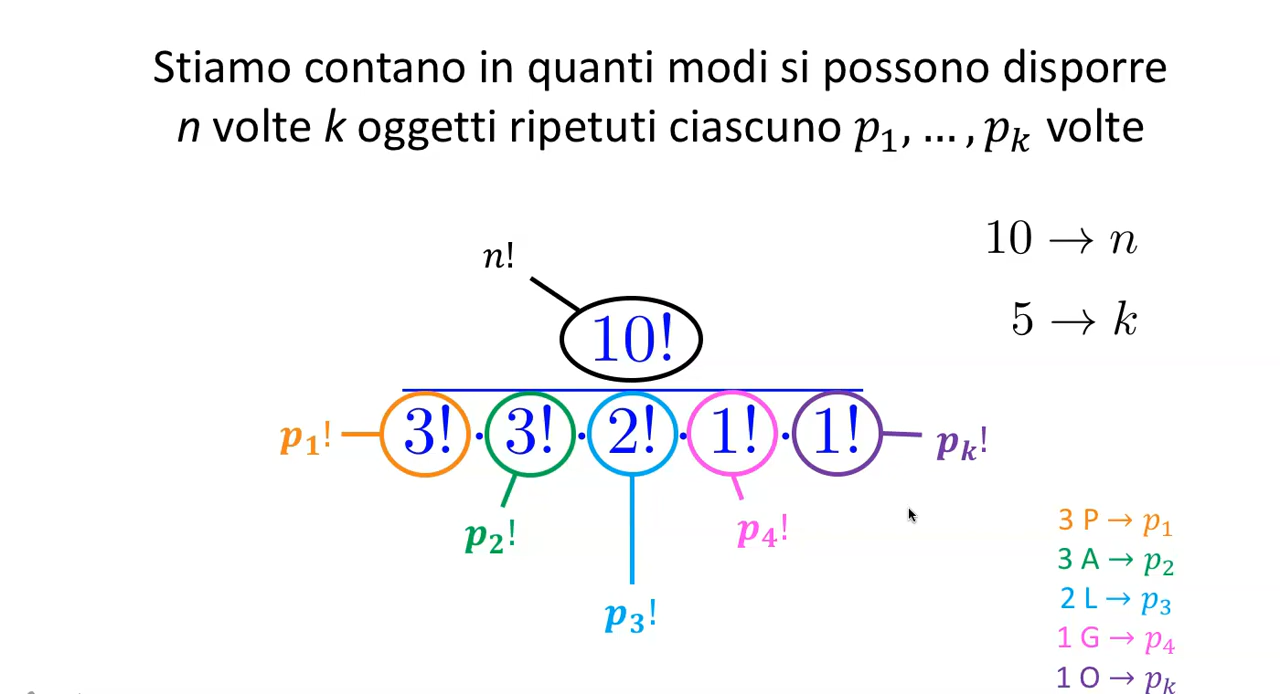 Stiamo contano in quanti modi si possono disporre
n volte k oggetti ripetuti ciascuno p₁, … , pₖ volte
10 → n
n!
5 → k
10!
p₁! 3! · 3! · 2! · 1! · 1! pₖ!
p₂! p₄!
p₃!
3 P → p₁
3 A → p₂
2 L → p₃
1 G → p₄
1 O → pₖ